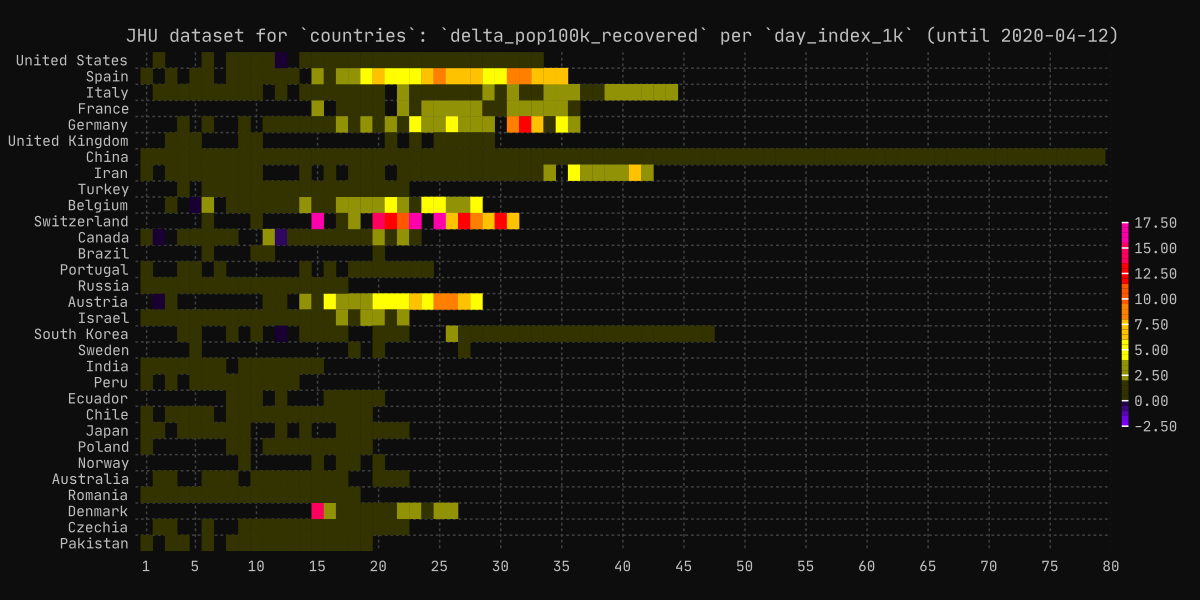 JHU dataset for `countries`: `delta_pop100k_recovered` per `day_index_1k` (until 2020-04-12)
United States
Spain
Italy
France
Germany
United Kingdom
China
Iran
Turkey
Belgium
Switzerland
Canada
Brazil
Portugal
Russia
Austria
Israel
South Korea
Sweden
India
Peru
Ecuador
Chile
Japan
Poland
Norway
Australia
Romania
Denmark
Czechia
Pakistan
1 5 10 15 20 25 30 35 40 45 50 55 60 65 70 75 80
17.50
15.00
12.50
10.00
7.50
5.00
2.50
0.00
−2.50